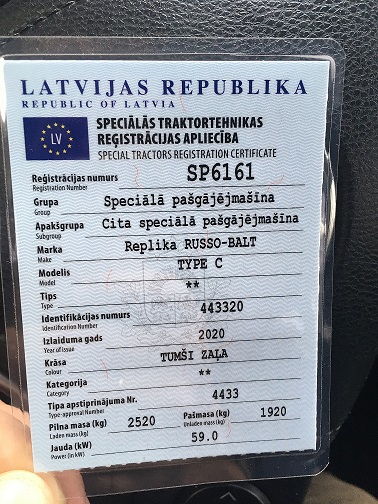 LATVIJAS REPUBLIKA
REPUBLIC OF LATVIA
LV
SPECIĀLĀS TRAKTORTEHNIKAS
REĢISTRĀCIJAS APLIECĪBA
SPECIAL TRACTORS REGISTRATION CERTIFICATE
Reģistrācijas numurs SP6161
Registration Number
Grupa Speciālā pašgājējmašīna
Group
Apakšgrupa Cita speciālā pašgājējmašīna
Subgroup
Marka Replika RUSSO-BALT
Make
Modelis TYPE C
Model
Tips **
Type
Identifikācijas numurs 443320
Identification Number
Izlaiduma gads 2020
Year of issue
Krāsa TUMŠI ZAĻA
Colour
Kategorija **
Category
Tipa apstiprinājuma Nr. 4433
Type-approval Number
Pilna masa (kg) 2520 Pašmasa (kg) 1920
Laden mass (kg) Unladen mass (kg)
Jauda (kW) 59.0
Power (in kW)